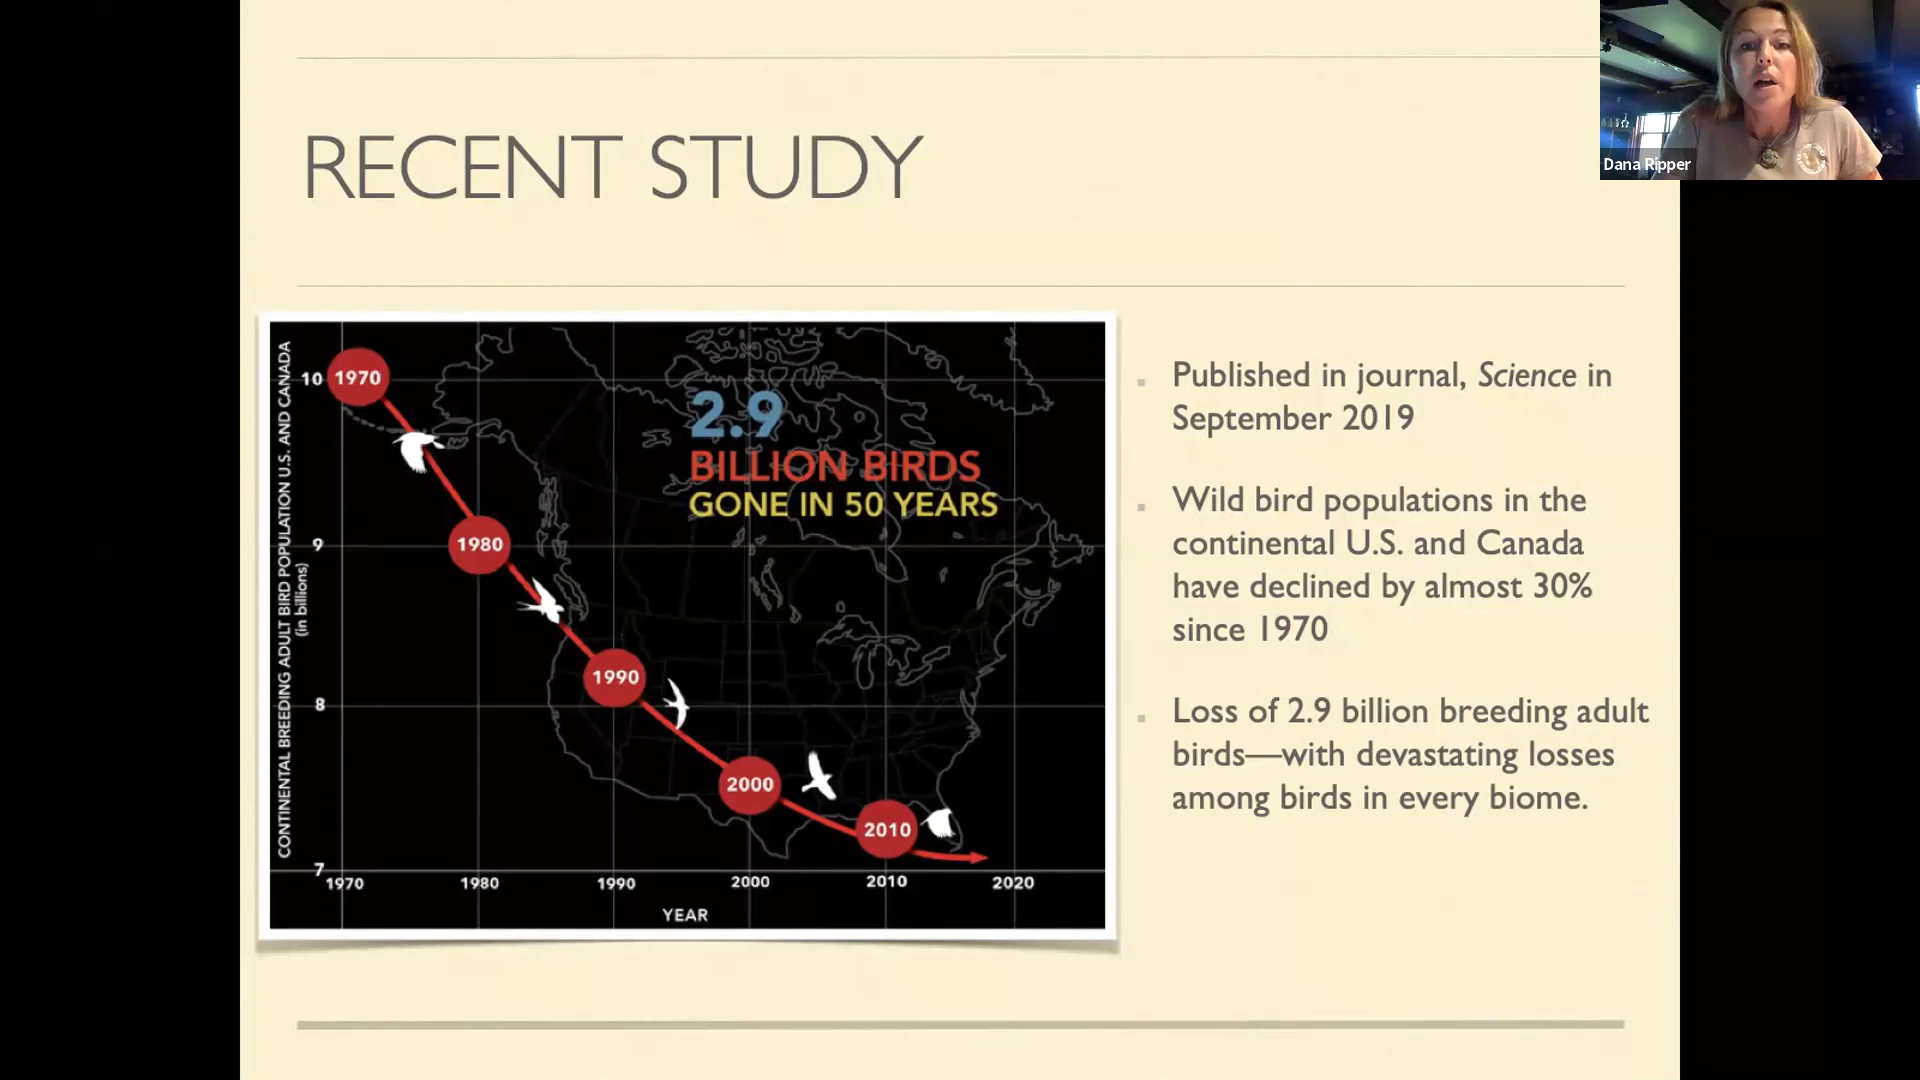 Dana Ripper
RECENT STUDY
CONTINENTAL BREEDING ADULT BIRD POPULATION U.S. AND CANADA
(in billions)
10
9
8
7
1970
1980
1990
2000
2010
2.9
BILLION BIRDS
GONE IN 50 YEARS
1970 1980 1990 2000 2010 2020
YEAR
Published in journal, Science in
September 2019
Wild bird populations in the
continental U.S. and Canada
have declined by almost 30%
since 1970
Loss of 2.9 billion breeding adult
birds—with devastating losses
among birds in every biome.